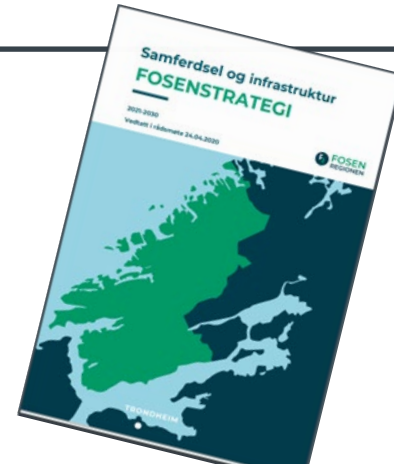 Samferdsel og infrastruktur
FOSENSTRATEGI
2021-2030
Vedtatt i rådsmøte 24.04.2020
FOSEN
REGIONEN
TRONDHEIM